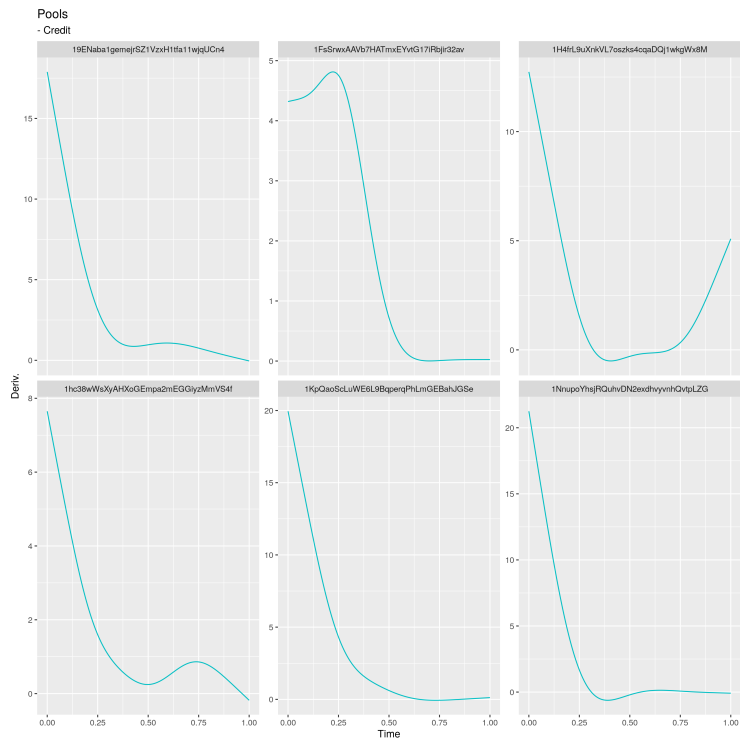 Pools
- Credit
19ENaba1gemejrSZ1VzxH1tfa11wjqUCn4
1FsSrwxAAVb7HATmxEYvtG17iRbjir32av
1H4frL9uXnkVL7oszks4cqaDQj1wkgWx8M
15
10
5
0
5
4
3
2
1
0
10
5
0
Deriv.
1hc38wWsXyAHXoGEmpa2mEGGiyzMmVS4f
1KpQaoScLuWE6L9BqperqPhLmGEBahJGSe
1NnupoYhsjRQuhvDN2exdhvyvnhQvtpLZG
8
6
4
2
0
20
15
10
5
0
20
15
10
5
0
0.00 0.25 0.50 0.75 1.00
0.00 0.25 0.50 0.75 1.00
0.00 0.25 0.50 0.75 1.00
Time